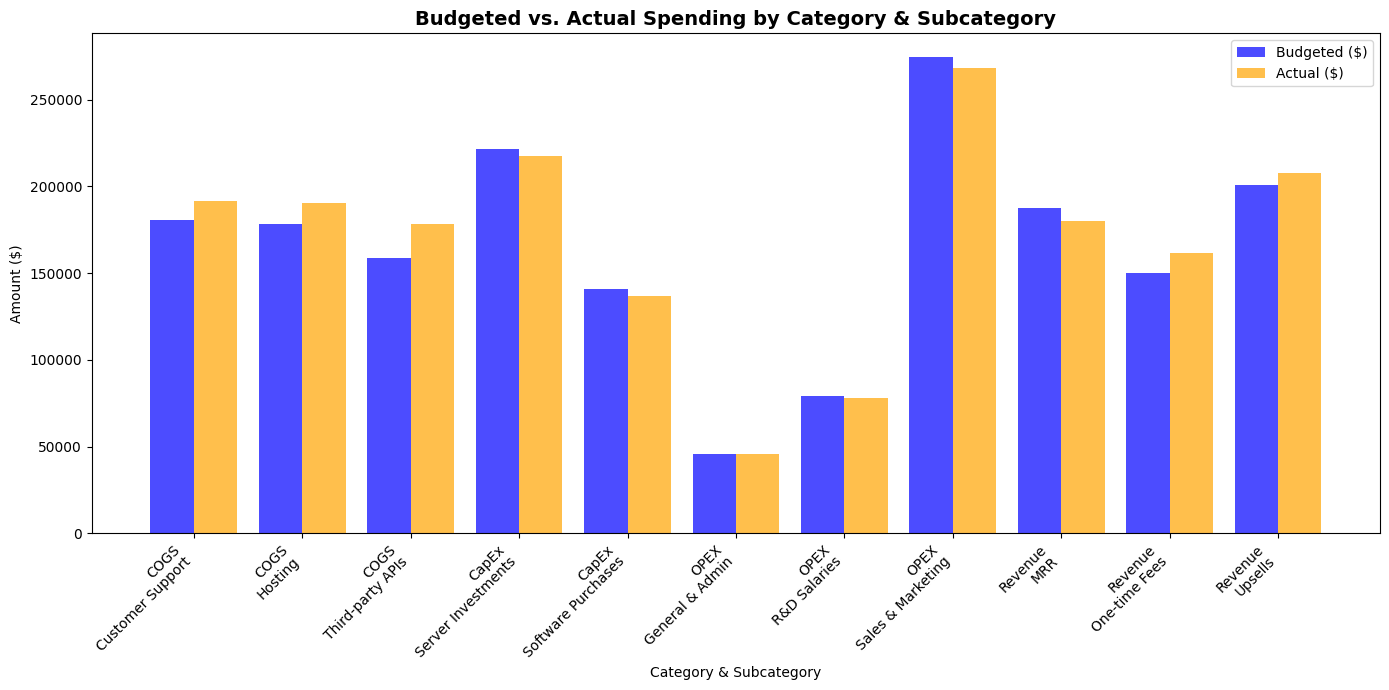 Budgeted vs. Actual Spending by Category & Subcategory
Budgeted ($)
Actual ($)
Amount ($)
250000
200000
150000
100000
50000
0
COGS
Customer Support
COGS
Hosting
COGS
Third-party APIs
CapEx
Server Investments
CapEx
Software Purchases
OPEX
General & Admin
OPEX
R&D Salaries
OPEX
Sales & Marketing
Revenue
MRR
Revenue
One-time Fees
Revenue
Upsells
Category & Subcategory